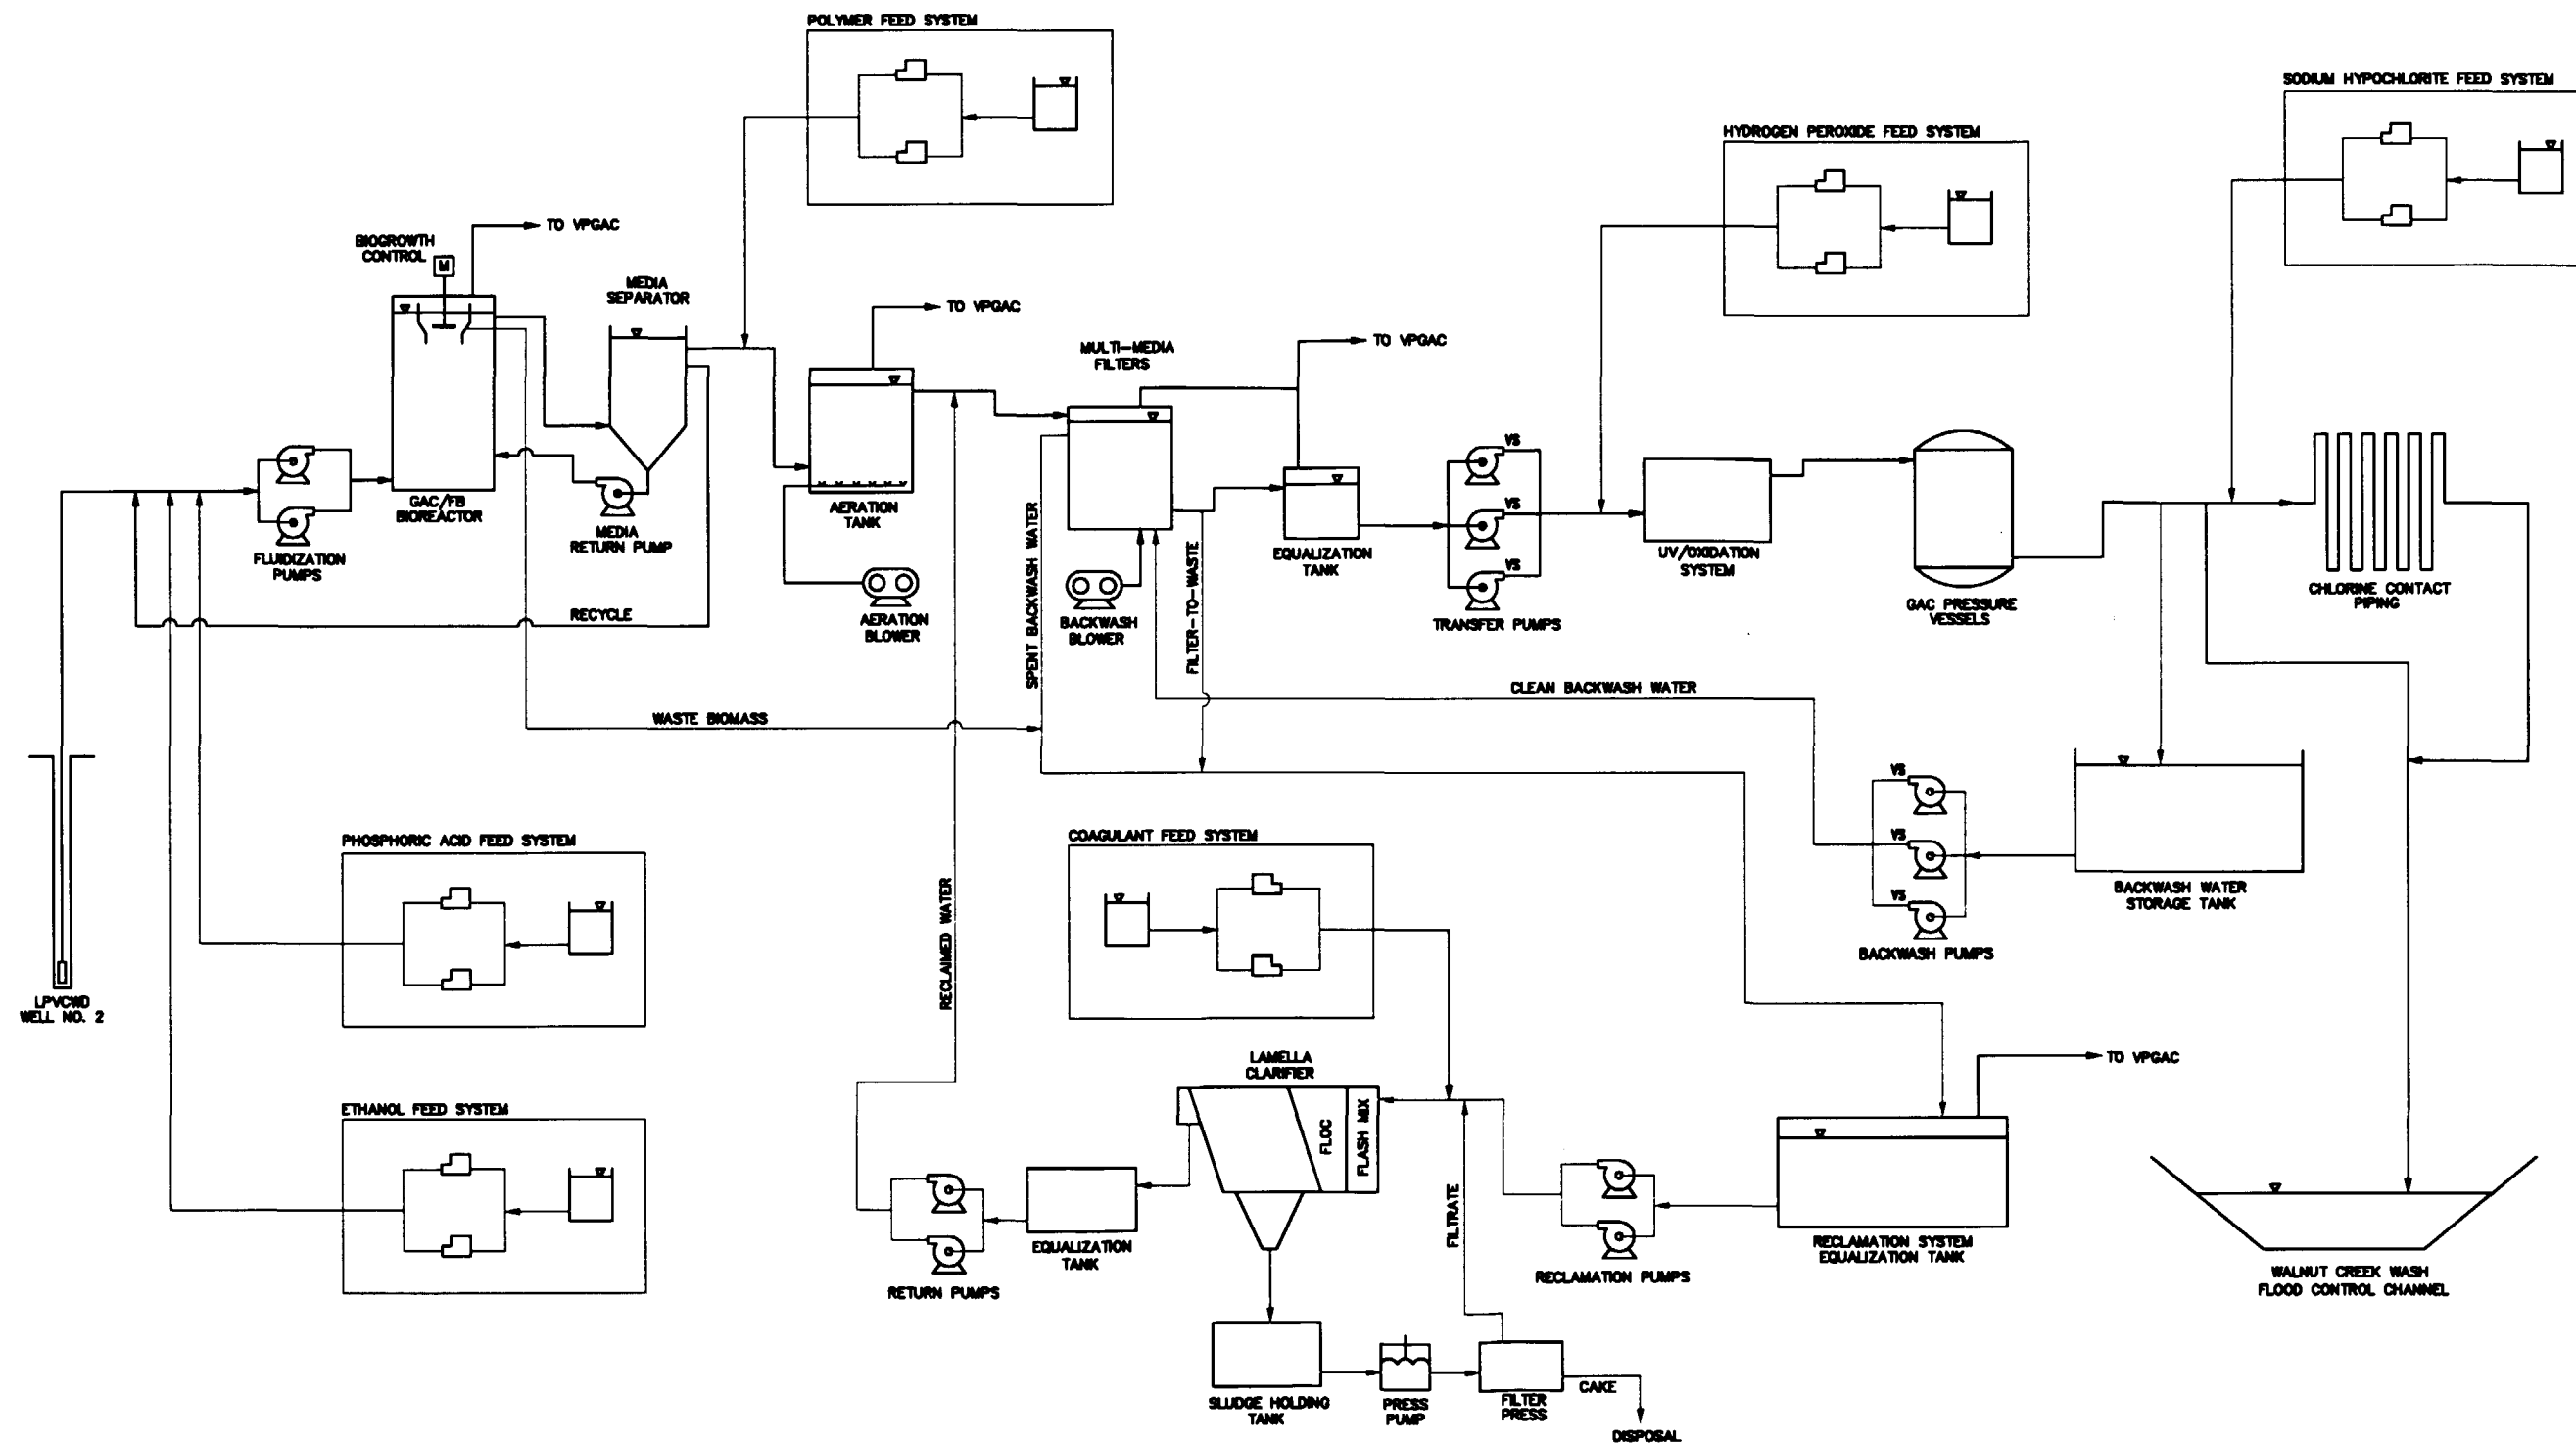 POLYMER FEED SYSTEM
SODIUM HYPOCHLORITE FEED SYSTEM
HYDROGEN PEROXIDE FEED SYSTEM
TO VPGAC
BIOGROWTH
CONTROL
M
MEDIA
SEPARATOR
TO VPGAC
MULTI-MEDIA
FILTERS
TO VPGAC
GAC/FB
BIOREACTOR
FLUIDIZATION
PUMPS
MEDIA
RETURN PUMP
AERATION
TANK
AERATION
BLOWER
BACKWASH
BLOWER
SPENT BACKWASH WATER
FILTER-TO-WASTE
EQUALIZATION
TANK
VS
VS
VS
TRANSFER PUMPS
UV/OXIDATION
SYSTEM
GAC PRESSURE
VESSELS
CHLORINE CONTACT
PIPING
RECYCLE
CLEAN BACKWASH WATER
WASTE BIOMASS
LPVCWD
WELL NO. 2
PHOSPHORIC ACID FEED SYSTEM
RECLAIMED WATER
COAGULANT FEED SYSTEM
VS
VS
VS
BACKWASH PUMPS
BACKWASH WATER
STORAGE TANK
ETHANOL FEED SYSTEM
LAMELLA
CLARIFIER
FLOC
FLASH MIX
TO VPGAC
FILTRATE
RETURN PUMPS
EQUALIZATION
TANK
RECLAMATION PUMPS
RECLAMATION SYSTEM
EQUALIZATION TANK
WALNUT CREEK WASH
FLOOD CONTROL CHANNEL
SLUDGE HOLDING
TANK
PRESS
PUMP
FILTER
PRESS
CAKE
DISPOSAL